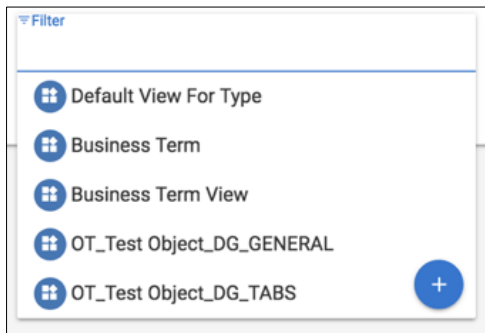 Filter
Default View For Type
Business Term
Business Term View
OT_Test Object_DG_GENERAL
OT_Test Object_DG_TABS